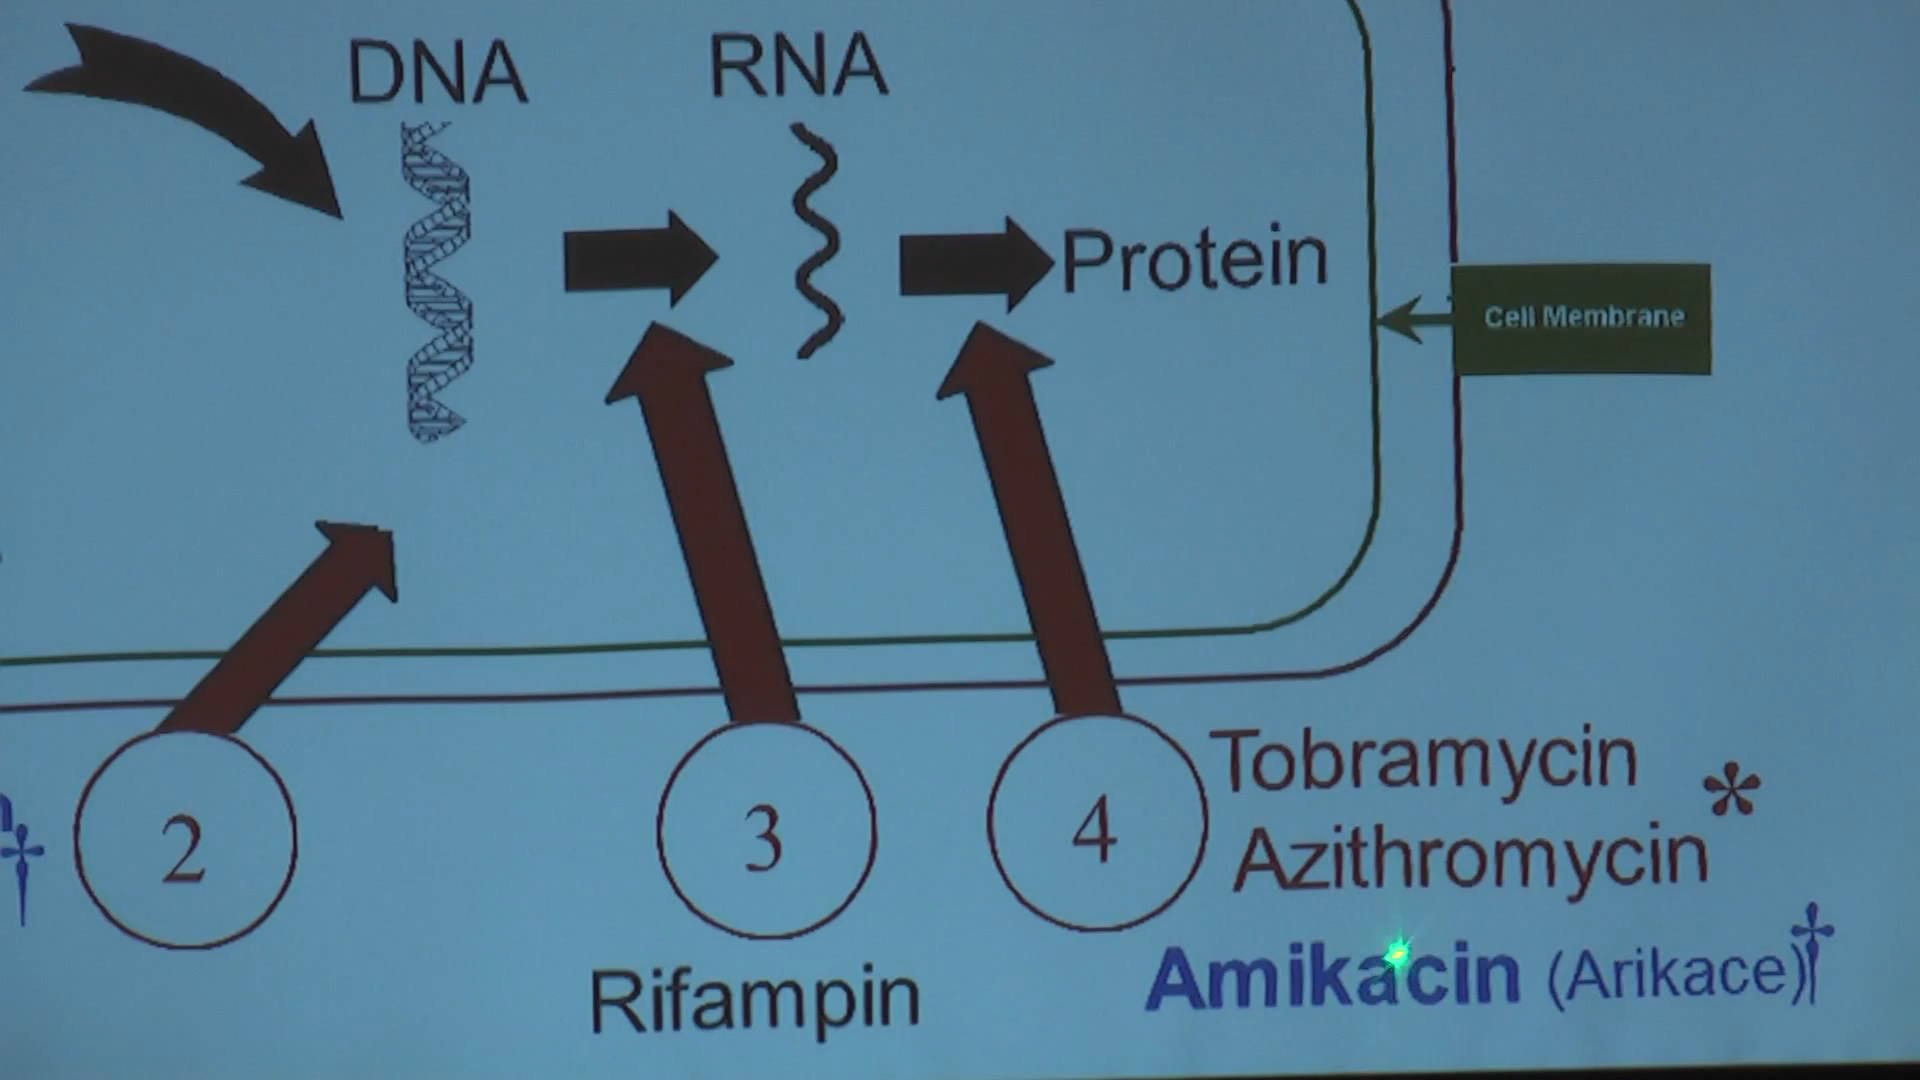 DNA
RNA
Protein
Cell Membrane
2
3
4
Tobramycin
Azithromycin *
†
Rifampin
Amikacin (Arikace)†